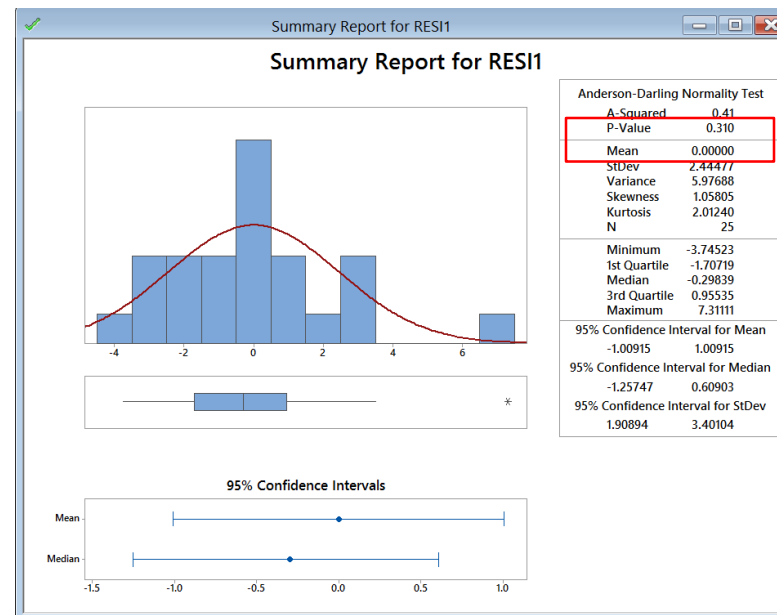 Summary Report for RESI1
Summary Report for RESI1
Anderson-Darling Normality Test
A-Squared 0.41
P-Value 0.310
Mean 0.00000
StDev 2.44477
Variance 5.97688
Skewness 1.05805
Kurtosis 2.01240
N 25
Minimum -3.74523
1st Quartile -1.70719
Median -0.29839
3rd Quartile 0.95535
Maximum 7.31111
95% Confidence Interval for Mean
-1.00915 1.00915
95% Confidence Interval for Median
-1.25747 0.60903
95% Confidence Interval for StDev
1.90894 3.40104
-4 -2 0 2 4 6
*
95% Confidence Intervals
Mean
Median
-1.5 -1.0 -0.5 0.0 0.5 1.0